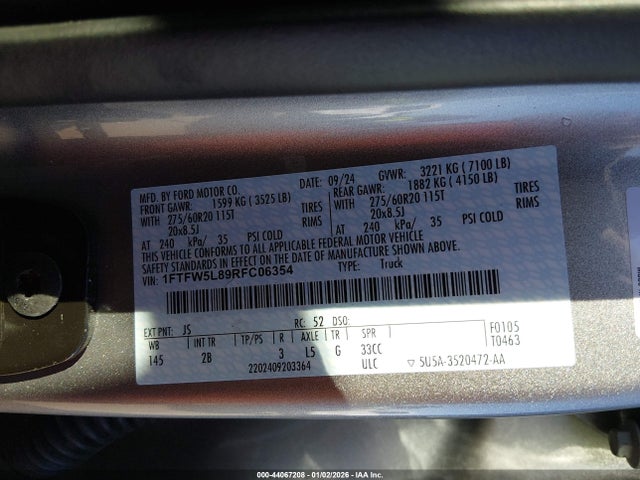 MFD. BY FORD MOTOR CO.
DATE: 09/24 GVWR: 3221 KG ( 7100 LB)
FRONT GAWR: 1599 KG ( 3525 LB) REAR GAWR: 1882 KG ( 4150 LB)
WITH 275/60R20 115T TIRES WITH 275/60R20 115T TIRES
20x8.5J RIMS 20x8.5J RIMS
AT 240 kPa/ 35 PSI COLD AT 240 kPa/ 35 PSI COLD
THIS VEHICLE CONFORMS TO ALL APPLICABLE FEDERAL MOTOR VEHICLE
SAFETY STANDARDS IN EFFECT ON THE DATE OF MANUFACTURE SHOWN ABOVE.
VIN: 1FTFW5L89RFC06354 TYPE: Truck
EXT PNT: JS RC: 52 DSO: F0105
WB INT TR TP/PS R AXLE TR SPR T0463
145 2B 3 L5 G 33CC
2202409203364 ULC ▽ 5U5A-3520472-AA
000-44067208 - 01/02/2026 - © IAA Inc.